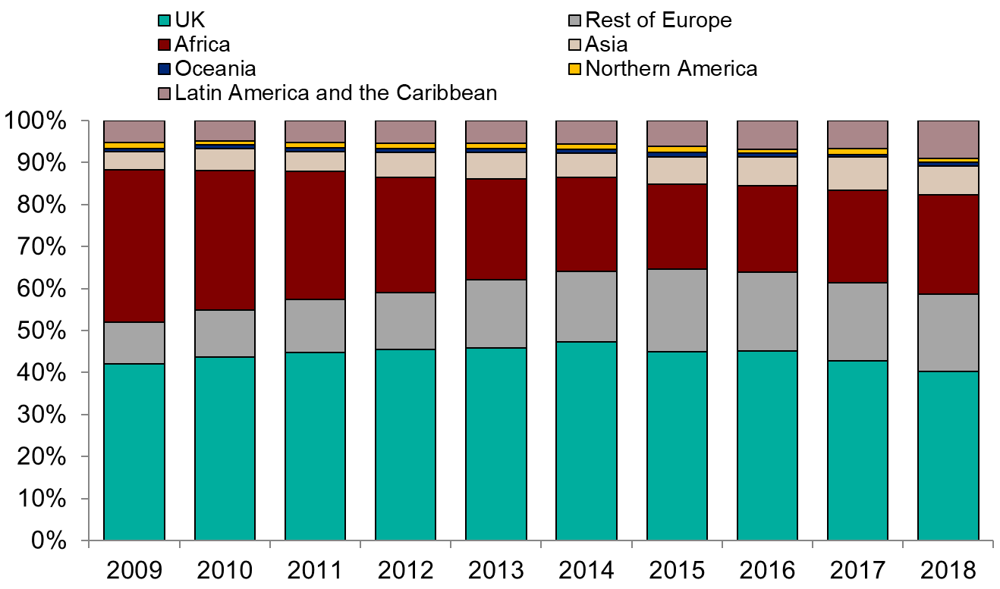 UK
Rest of Europe
Africa
Asia
Oceania
Northern America
Latin America and the Caribbean
100%
90%
80%
70%
60%
50%
40%
30%
20%
10%
0%
2009 2010 2011 2012 2013 2014 2015 2016 2017 2018